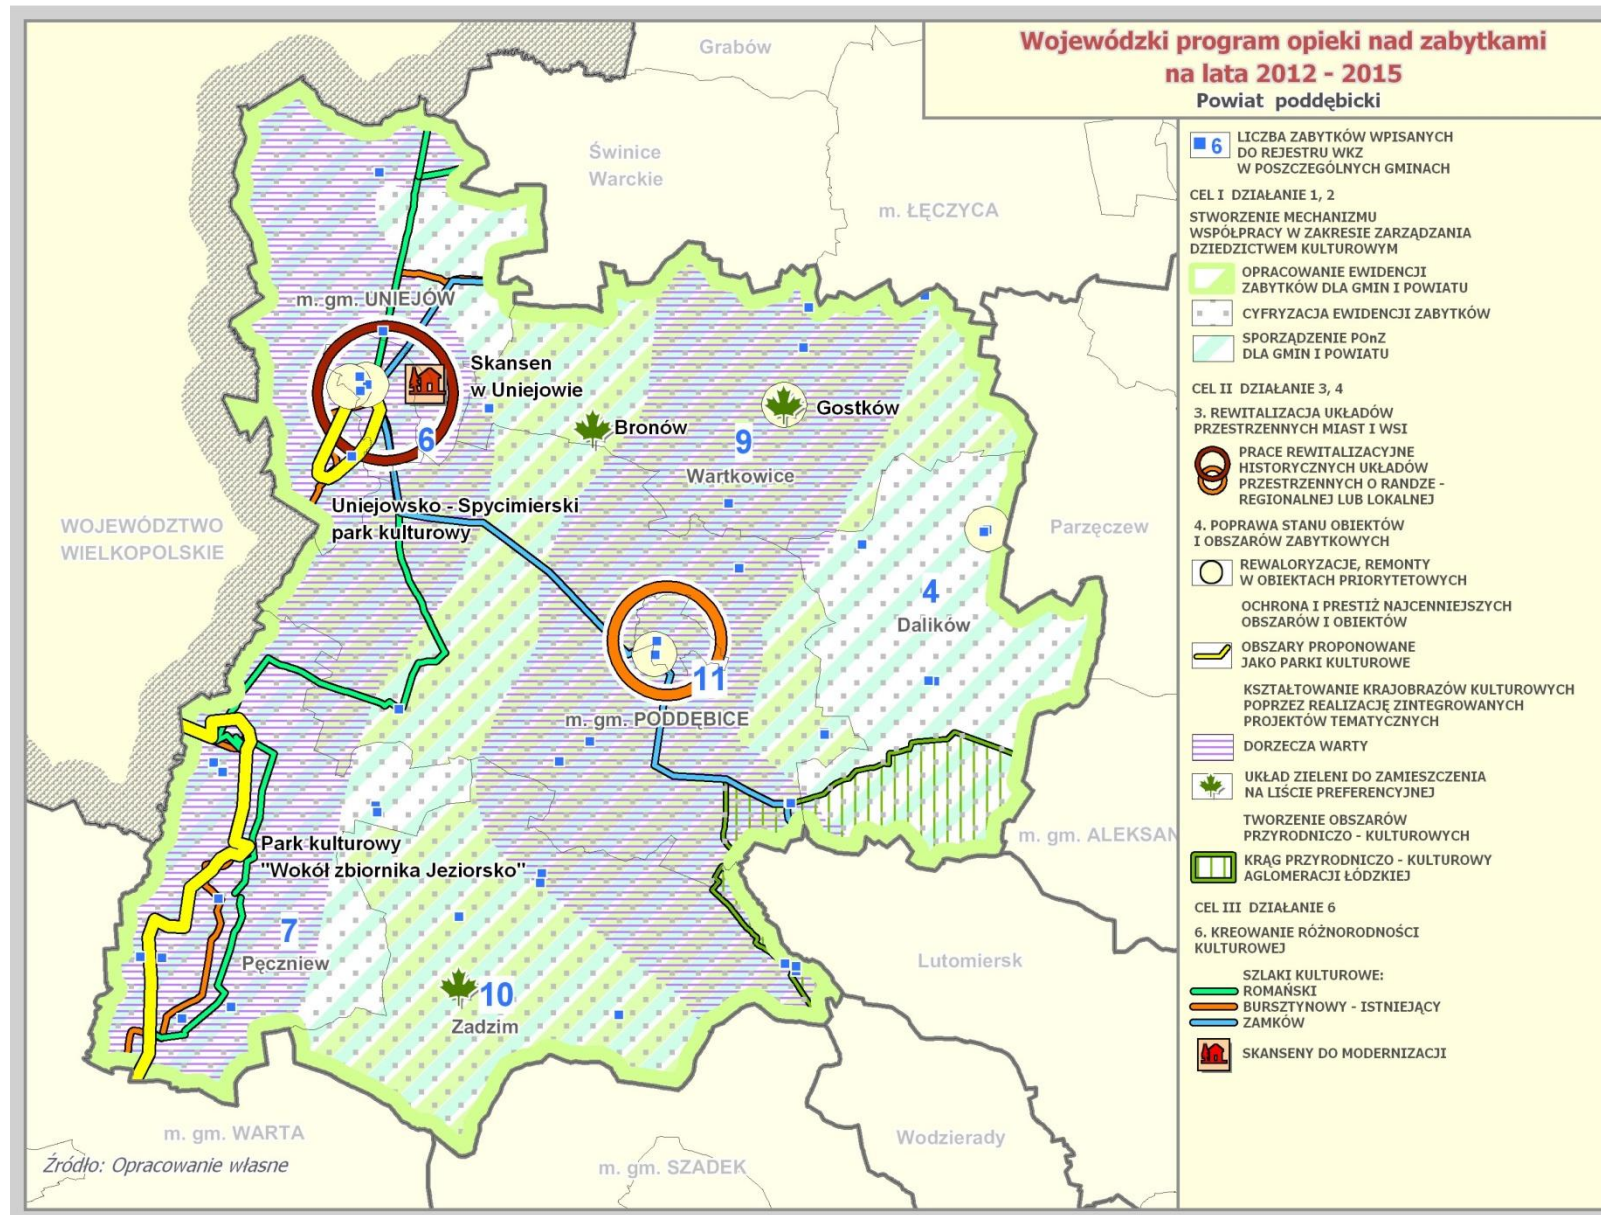 Wojewódzki program opieki nad zabytkami
na lata 2012 - 2015
Powiat poddębicki
Grabów
Świnice
Warckie
m. ŁĘCZYCA
m. gm. UNIEJÓW
Skansen
w Uniejowie
6
Bronów
Gostków
9
Wartkowice
Uniejowsko - Spycimierski
park kulturowy
WOJEWÓDZTWO
WIELKOPOLSKIE
Parzęczew
4
Dalików
11
m. gm. PODDĘBICE
m. gm. ALEKSAN
Park kulturowy
"Wokół zbiornika Jeziorsko"
7
Pęczniew
10
Zadzim
Lutomiersk
m. gm. WARTA
Wodzierady
m. gm. SZADEK
Źródło: Opracowanie własne
6
LICZBA ZABYTKÓW WPISANYCH
DO REJESTRU WKZ
W POSZCZEGÓLNYCH GMINACH
CEL I DZIAŁANIE 1, 2
STWORZENIE MECHANIZMU
WSPÓŁPRACY W ZAKRESIE ZARZĄDZANIA
DZIEDZICTWEM KULTUROWYM
OPRACOWANIE EWIDENCJI
ZABYTKÓW DLA GMIN I POWIATU
CYFRYZACJA EWIDENCJI ZABYTKÓW
SPORZĄDZENIE POnZ
DLA GMIN I POWIATU
CEL II DZIAŁANIE 3, 4
3. REWITALIZACJA UKŁADÓW
PRZESTRZENNYCH MIAST I WSI
PRACE REWITALIZACYJNE
HISTORYCZNYCH UKŁADÓW
PRZESTRZENNYCH O RANDZE -
REGIONALNEJ LUB LOKALNEJ
4. POPRAWA STANU OBIEKTÓW
I OBSZARÓW ZABYTKOWYCH
REWALORYZACJE, REMONTY
W OBIEKTACH PRIORYTETOWYCH
OCHRONA I PRESTIŻ NAJCENNIEJSZYCH
OBSZARÓW I OBIEKTÓW
OBSZARY PROPONOWANE
JAKO PARKI KULTUROWE
KSZTAŁTOWANIE KRAJOBRAZÓW KULTUROWYCH
POPRZEZ REALIZACJĘ ZINTEGROWANYCH
PROJEKTÓW TEMATYCZNYCH
DORZECZA WARTY
UKŁAD ZIELENI DO ZAMIESZCZENIA
NA LIŚCIE PREFERENCYJNEJ
TWORZENIE OBSZARÓW
PRZYRODNICZO - KULTUROWYCH
KRĄG PRZYRODNICZO - KULTUROWY
AGLOMERACJI ŁÓDZKIEJ
CEL III DZIAŁANIE 6
6. KREOWANIE RÓŻNORODNOŚCI
KULTUROWEJ
SZLAKI KULTUROWE:
ROMAŃSKI
BURSZTYNOWY - ISTNIEJĄCY
ZAMKÓW
SKANSENY DO MODERNIZACJI